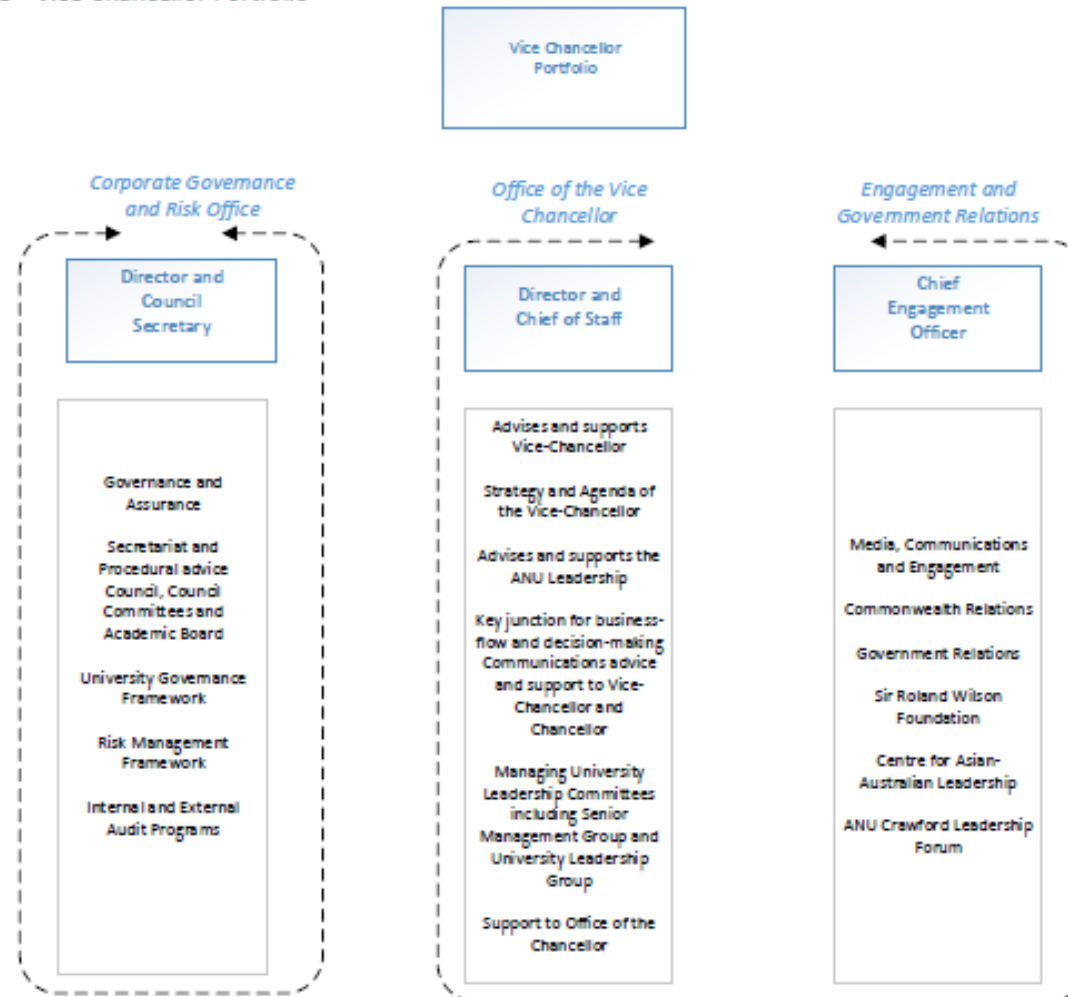 Vice Chancellor
Portfolio
Corporate Governance
and Risk Office
Director and
Council
Secretary
Governance and
Assurance
Secretariat and
Procedural advice
Council, Council
Committees and
Academic Board
University Governance
Framework
Risk Management
Framework
Internal and External
Audit Programs
Office of the Vice
Chancellor
Director and
Chief of Staff
Advises and supports
Vice-Chancellor
Strategy and Agenda of
the Vice-Chancellor
Advises and supports the
ANU Leadership
Key junction for business-
flow and decision-making
Communications advice
and support to Vice-
Chancellor and
Chancellor
Managing University
Leadership Committees
including Senior
Management Group and
University Leadership
Group
Support to Office of the
Chancellor
Engagement and
Government Relations
Chief
Engagement
Officer
Media, Communications
and Engagement
Commonwealth Relations
Government Relations
Sir Roland Wilson
Foundation
Centre for Asian-
Australian Leadership
ANU Crawford Leadership
Forum